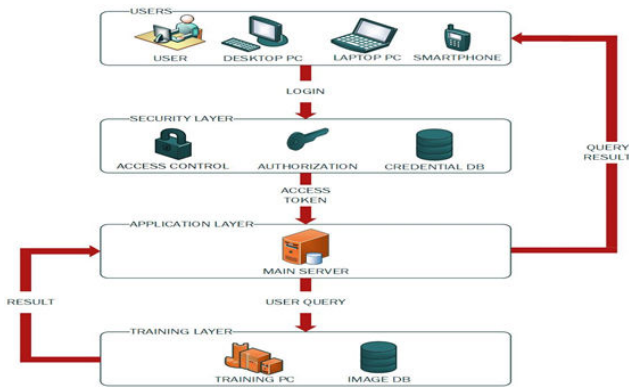 USERS
USER
DESKTOP PC
LAPTOP PC
SMARTPHONE
LOGIN
SECURITY LAYER
ACCESS CONTROL
AUTHORIZATION
CREDENTIAL DB
QUERY
RESULT
ACCESS
TOKEN
APPLICATION LAYER
MAIN SERVER
RESULT
USER QUERY
TRAINING LAYER
TRAINING PC
IMAGE DB